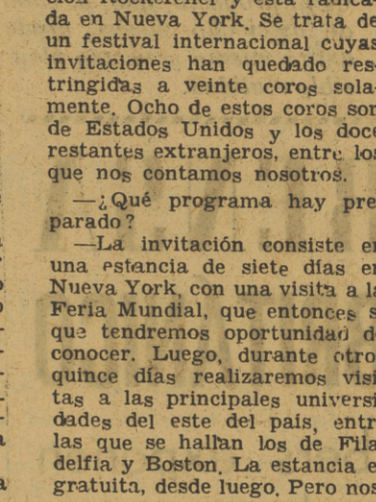 da en Nueva York. Se trata de
un festival internacional cuyas
invitaciones han quedado res-
tringidas a veinte coros sola-
mente. Ocho de estos coros son
de Estados Unidos y los doce
restantes extranjeros, entre los
que nos contamos nosotros.
—¿Qué programa hay pre-
parado?
—La invitación consiste en
una estancia de siete días en
Nueva York, con una visita a la
Feria Mundial, que entonces s
que tendremos oportunidad d
conocer. Luego, durante otro
quince días realizaremos visi
tas a las principales universi
dades del este del país, entr
las que se hallan los de Fila
delfia y Boston. La estancia e
gratuita, desde luego. Pero nos